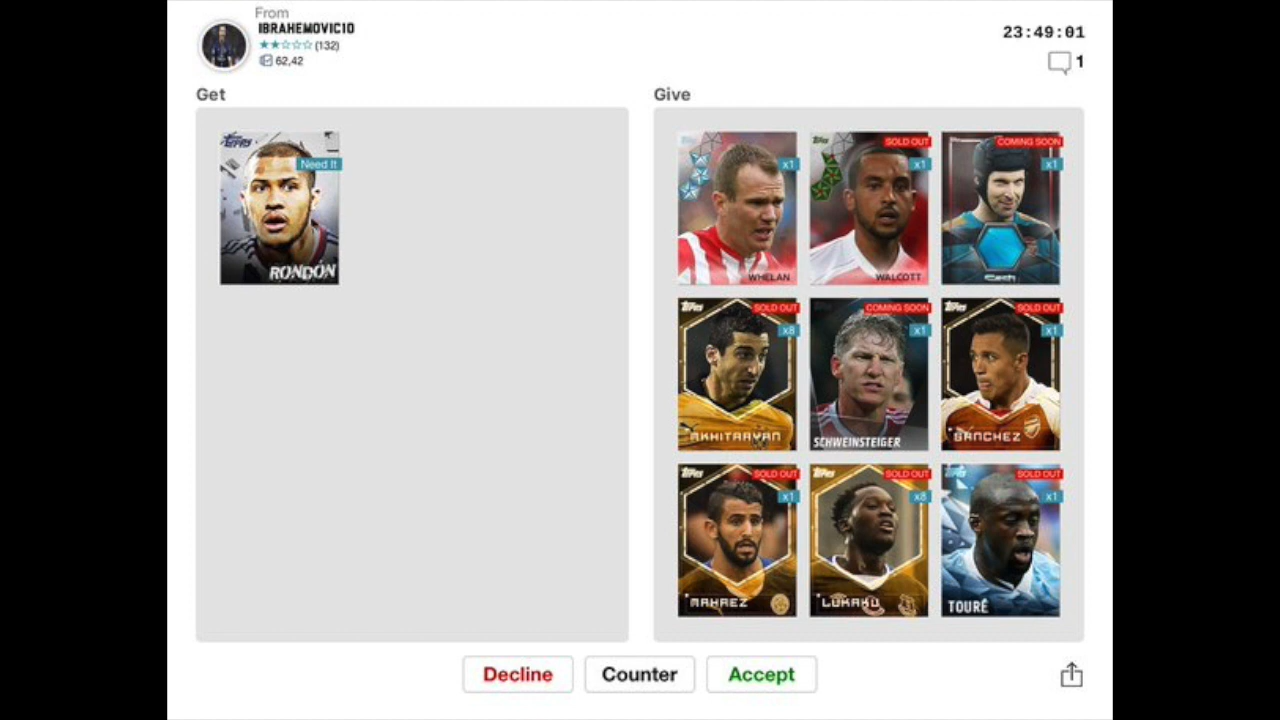 From
IBRAHEMOVIC10
(132)
62,42
23:49:01
1
Get
Give
Topps
Need It
RONDÓN
x1
WHELAN
Topps
SOLD OUT
x1
WALCOTT
COMING SOON
x1
Cech
Topps
SOLD OUT
x8
MKHITARYAN
COMING SOON
x1
SCHWEINSTEIGER
Topps
SOLD OUT
x1
SANCHEZ
Topps
SOLD OUT
x1
MAHREZ
Topps
SOLD OUT
x8
LUKAKU
Topps
SOLD OUT
x1
TOURÉ
Decline
Counter
Accept